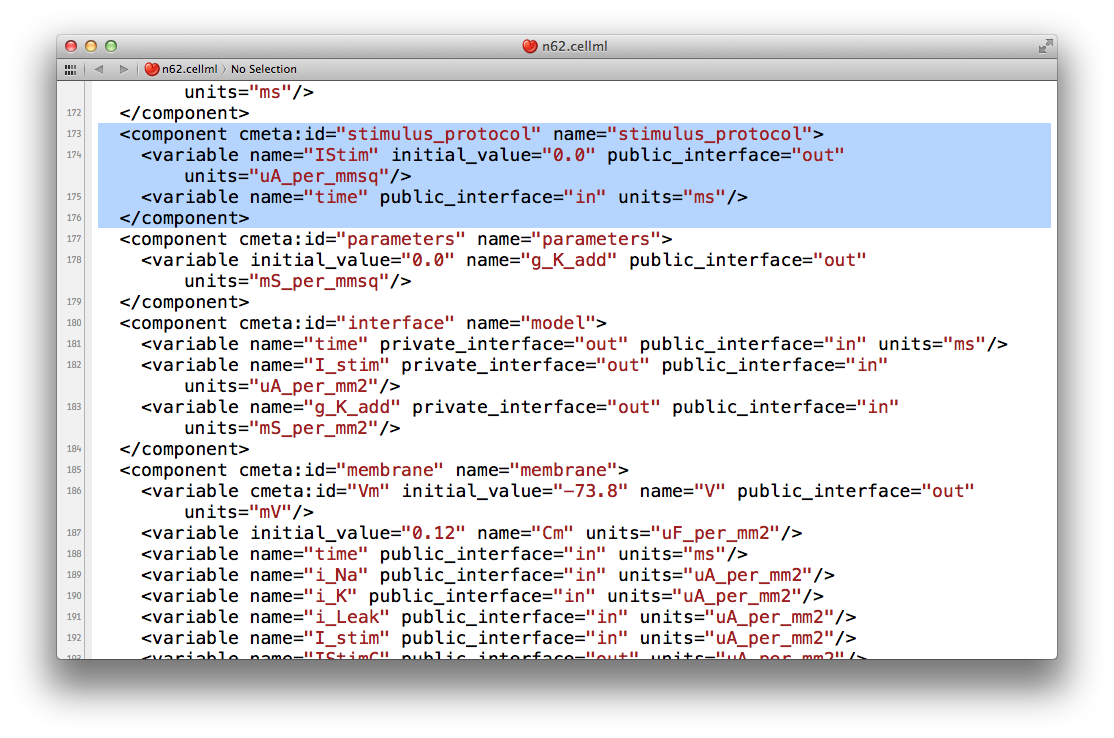 n62.cellml
n62.cellml 〉 No Selection
units="ms"/>
172 </component>
173 <component cmeta:id="stimulus_protocol" name="stimulus_protocol">
174 <variable name="IStim" initial_value="0.0" public_interface="out"
units="uA_per_mmsq"/>
175 <variable name="time" public_interface="in" units="ms"/>
176 </component>
177 <component cmeta:id="parameters" name="parameters">
178 <variable initial_value="0.0" name="g_K_add" public_interface="out"
units="mS_per_mmsq"/>
179 </component>
180 <component cmeta:id="interface" name="model">
181 <variable name="time" private_interface="out" public_interface="in" units="ms"/>
182 <variable name="I_stim" private_interface="out" public_interface="in"
units="uA_per_mm2"/>
183 <variable name="g_K_add" private_interface="out" public_interface="in"
units="mS_per_mm2"/>
184 </component>
185 <component cmeta:id="membrane" name="membrane">
186 <variable cmeta:id="Vm" initial_value="-73.8" name="V" public_interface="out"
units="mV"/>
187 <variable initial_value="0.12" name="Cm" units="uF_per_mm2"/>
188 <variable name="time" public_interface="in" units="ms"/>
189 <variable name="i_Na" public_interface="in" units="uA_per_mm2"/>
190 <variable name="i_K" public_interface="in" units="uA_per_mm2"/>
191 <variable name="i_Leak" public_interface="in" units="uA_per_mm2"/>
192 <variable name="I_stim" public_interface="in" units="uA_per_mm2"/>
193 <variable name="IStimC" public_interface="out" units="uA_per_mm2"/>